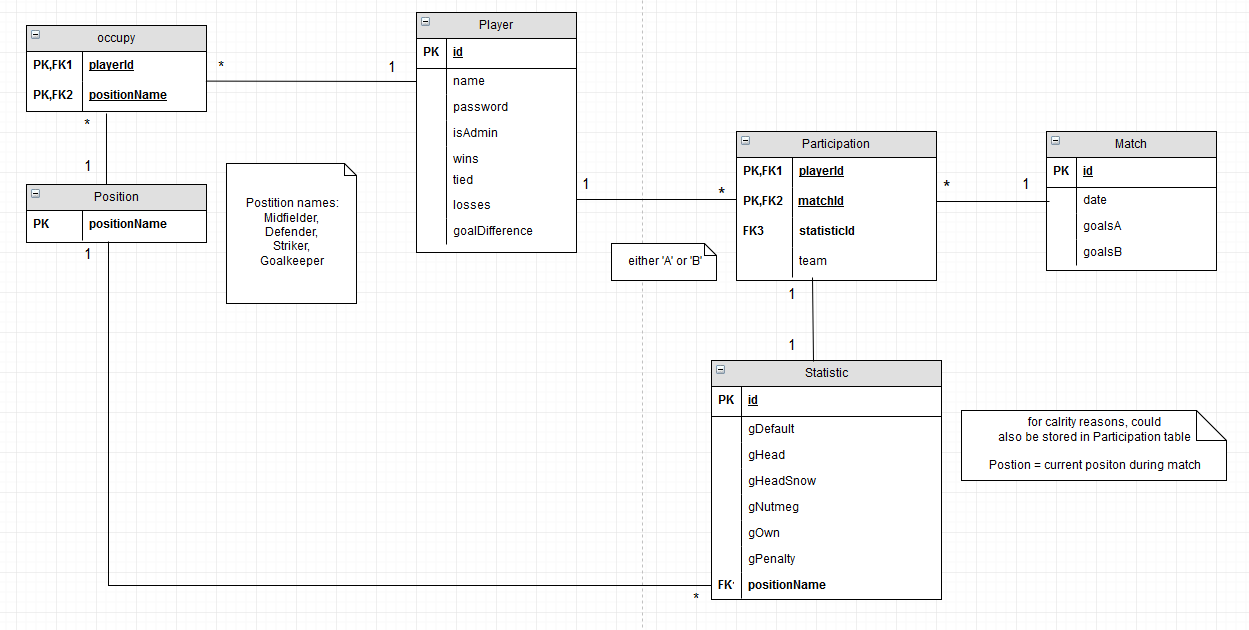 occupy
PK,FK1 playerId
PK,FK2 positionName
*
1
*
1
Player
PK id
name
password
isAdmin
wins
tied
losses
goalDifference
Position
PK positionName
1
Postition names:
Midfielder,
Defender,
Striker,
Goalkeeper
1
*
either 'A' or 'B'
Participation
PK,FK1 playerId
PK,FK2 matchId
FK3 statisticId
team
*
1
Match
PK id
date
goalsA
goalsB
1
1
Statistic
PK id
gDefault
gHead
gHeadSnow
gNutmeg
gOwn
gPenalty
FK1 positionName
*
for calrity reasons, could
also be stored in Participation table
Postion = current positon during match